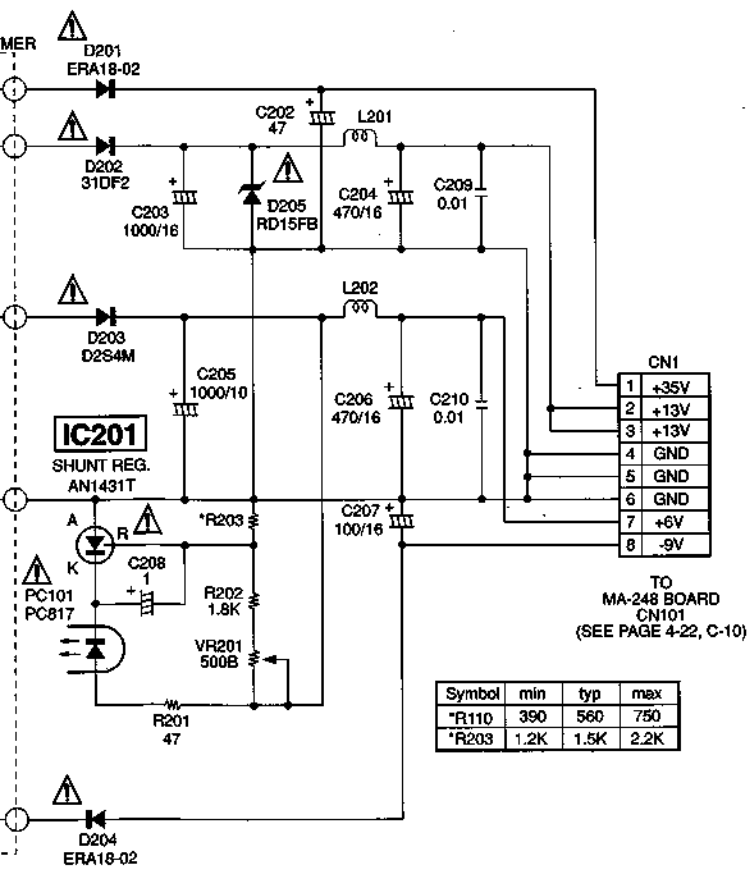 MER
D201
ERA18-02
C202
47
+
L201
D202
31DF2
+
C203
1000/16
D205
RD15FB
+
C204
470/16
C209
0.01
L202
D203
D2S4M
C205
1000/10
+
C206
470/16
+
C210
0.01
IC201
SHUNT REG.
AN1431T
A
R
K
*R203
C207
100/16
+
C208
1
+
PC101
PC817
R202
1.8K
VR201
500B
R201
47
D204
ERA18-02
CN1
1 +35V
2 +13V
3 +13V
4 GND
5 GND
6 GND
7 +6V
8 -9V
TO
MA-248 BOARD
CN101
(SEE PAGE 4-22, C-10)
Symbol min typ max
*R110 390 560 750
*R203 1.2K 1.5K 2.2K